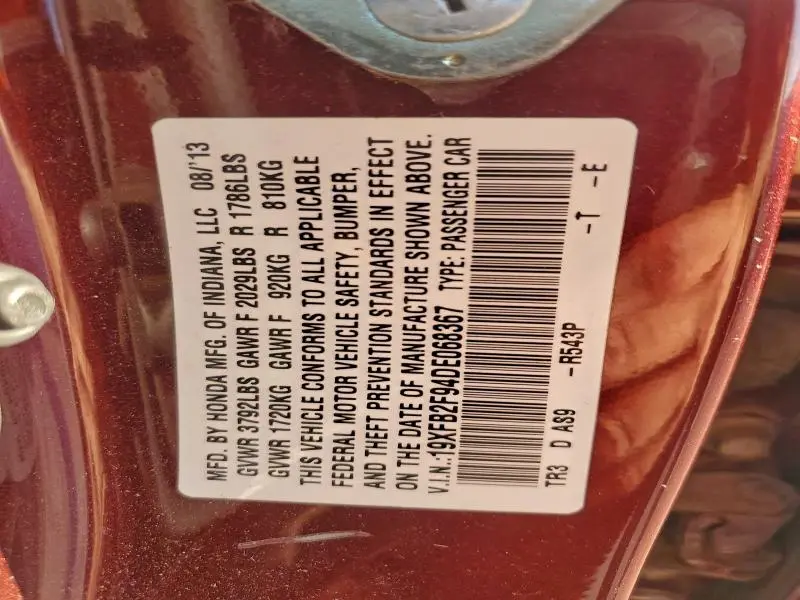 MFD. BY HONDA MFG. OF INDIANA, LLC 08/'13
GVWR 3792LBS GAWR F 2029LBS R 1786LBS
GVWR 1720KG GAWR F 920KG R 810KG
THIS VEHICLE CONFORMS TO ALL APPLICABLE
FEDERAL MOTOR VEHICLE SAFETY, BUMPER,
AND THEFT PREVENTION STANDARDS IN EFFECT
ON THE DATE OF MANUFACTURE SHOWN ABOVE.
V.I.N.:19XFB2F94DE068367 TYPE: PASSENGER CAR
TR3 D AS9 -R543P -T -E